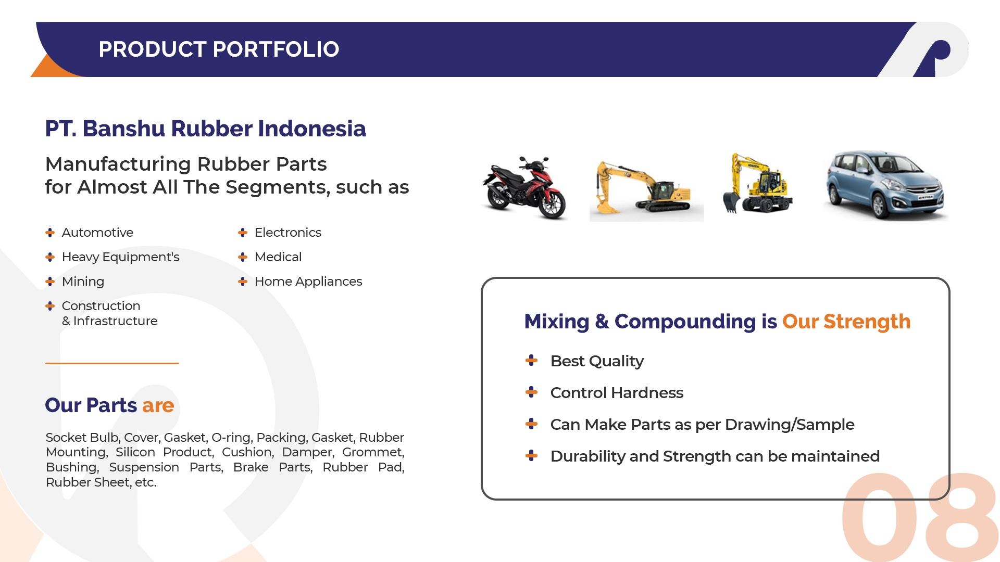 PRODUCT PORTFOLIO
PT. Banshu Rubber Indonesia
Manufacturing Rubber Parts
for Almost All The Segments, such as
Automotive
Heavy Equipment's
Mining
Construction
& Infrastructure
Electronics
Medical
Home Appliances
Our Parts are
Socket Bulb, Cover, Gasket, O-ring, Packing, Gasket, Rubber
Mounting, Silicon Product, Cushion, Damper, Grommet,
Bushing, Suspension Parts, Brake Parts, Rubber Pad,
Rubber Sheet, etc.
KOMATSU
ERTIGA
Mixing & Compounding is Our Strength
Best Quality
Control Hardness
Can Make Parts as per Drawing/Sample
Durability and Strength can be maintained
08